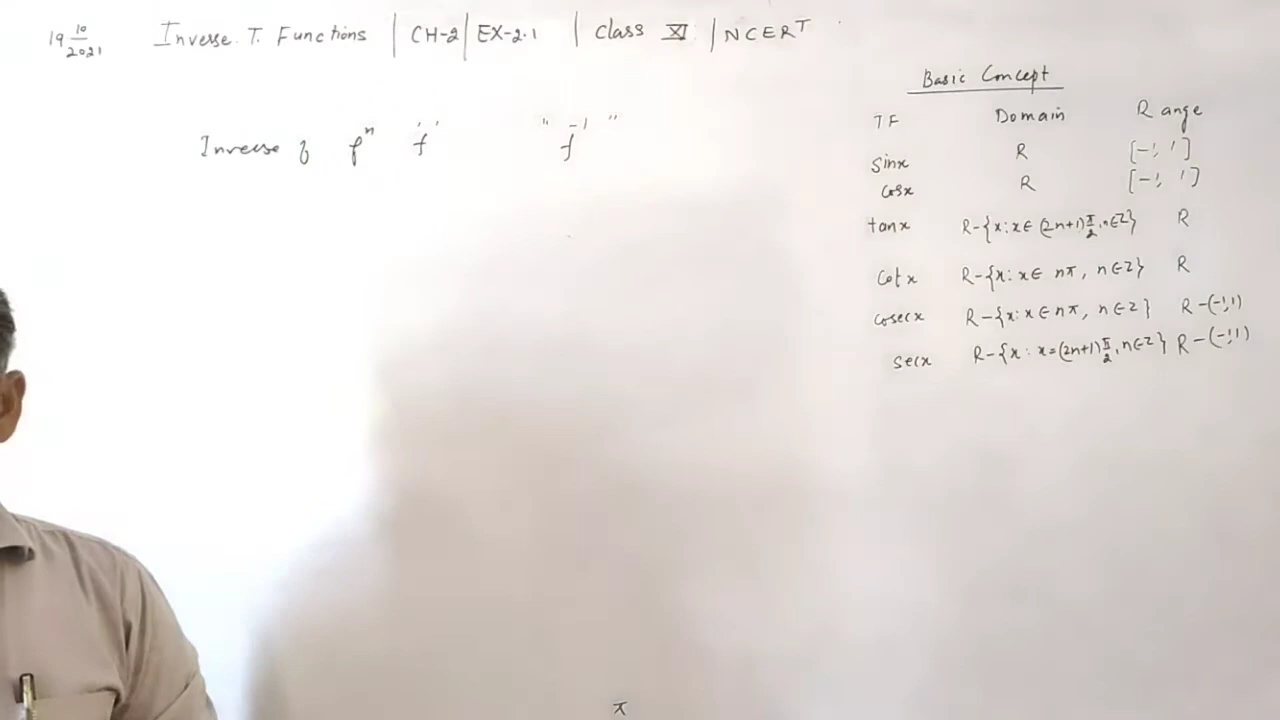 19 10/2021 Inverse. T. Functions | CH-2 | EX-2.1 | Class XI | NCERT
Inverse of fⁿ 'f' "f⁻¹"
Basic Concept
TF Domain Range
Sinx R [-1, 1]
Cosx R [-1, 1]
tanx R-{x:x∈(2n+1)π/2,n∈Z} R
Cotx R-{x: x∈ nπ, n∈Z} R
Cosecx R-{x:x∈nπ, n∈Z} R-(-1,1)
Secx R-{x: x=(2n+1)π/2,n∈Z} R-(-1,1)
π